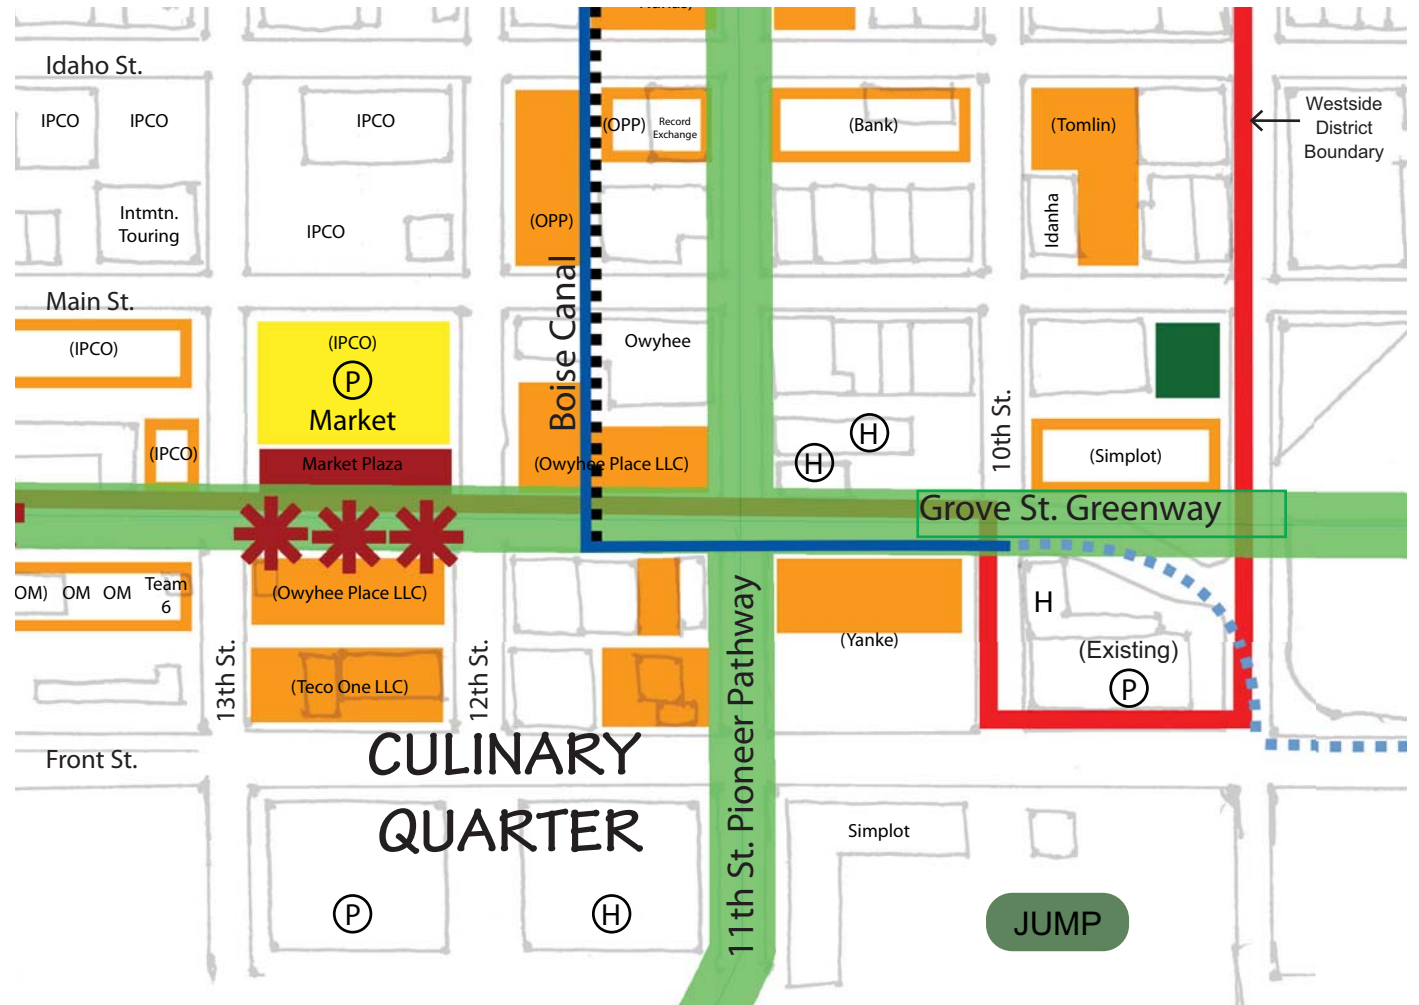 Idaho St.
IPCO
IPCO
IPCO
(OPP)
Record
Exchange
(Bank)
(Tomlin)
Westside
District
Boundary
Intmtn.
Touring
IPCO
(OPP)
Idanha
Boise Canal
Main St.
(IPCO)
(IPCO)
P
Market
Owyhee
10th St.
(IPCO)
Market Plaza
(Owyhee Place LLC)
H
H
(Simplot)
Grove St. Greenway
OM)
OM
OM
Team
6
(Owyhee Place LLC)
H
(Yanke)
(Existing)
P
13th St.
(Teco One LLC)
12th St.
11th St. Pioneer Pathway
Front St.
CULINARY
QUARTER
Simplot
P
H
JUMP